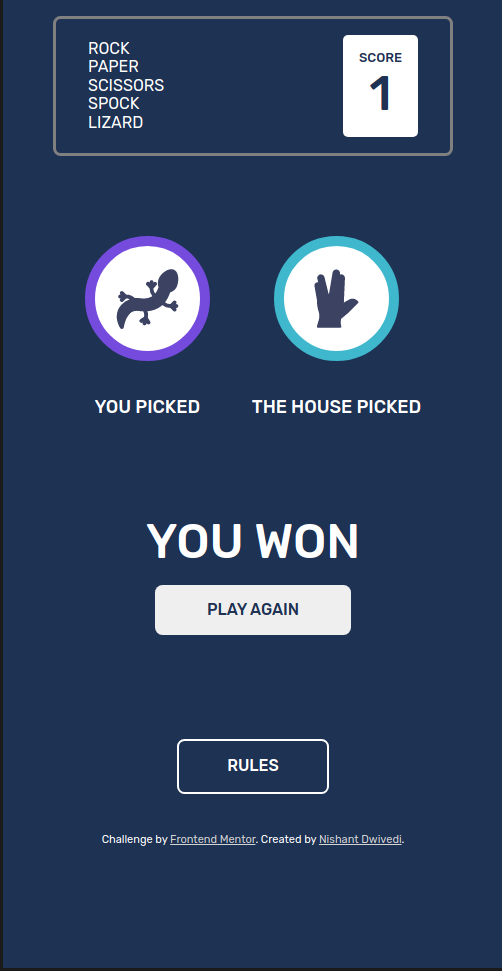 ROCK
PAPER
SCISSORS
SPOCK
LIZARD
SCORE
1
YOU PICKED
THE HOUSE PICKED
YOU WON
PLAY AGAIN
RULES
Challenge by Frontend Mentor. Created by Nishant Dwivedi.